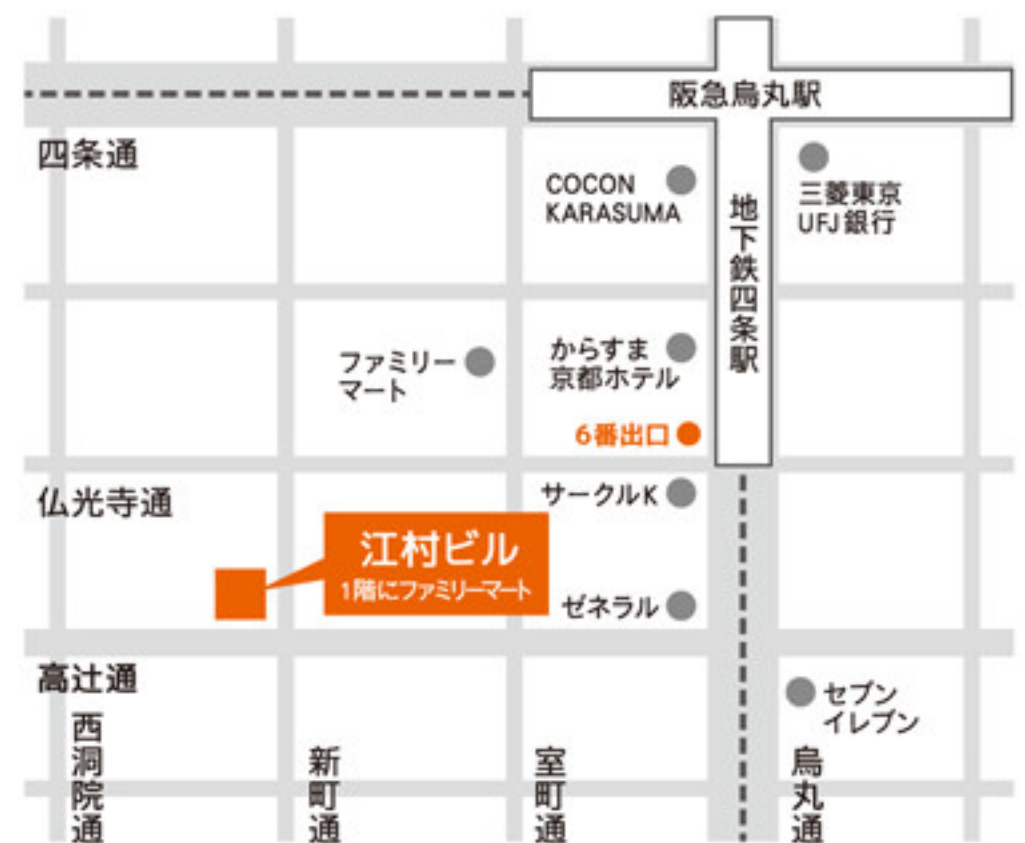 阪急烏丸駅
四条通
COCON
KARASUMA
地下鉄四条駅
三菱東京
UFJ銀行
ファミリー
マート
からすま
京都ホテル
6番出口
仏光寺通
サークルK
江村ビル
1階にファミリーマート
ゼネラル
高辻通
セブン
イレブン
西洞院通
新町通
室町通
烏丸通